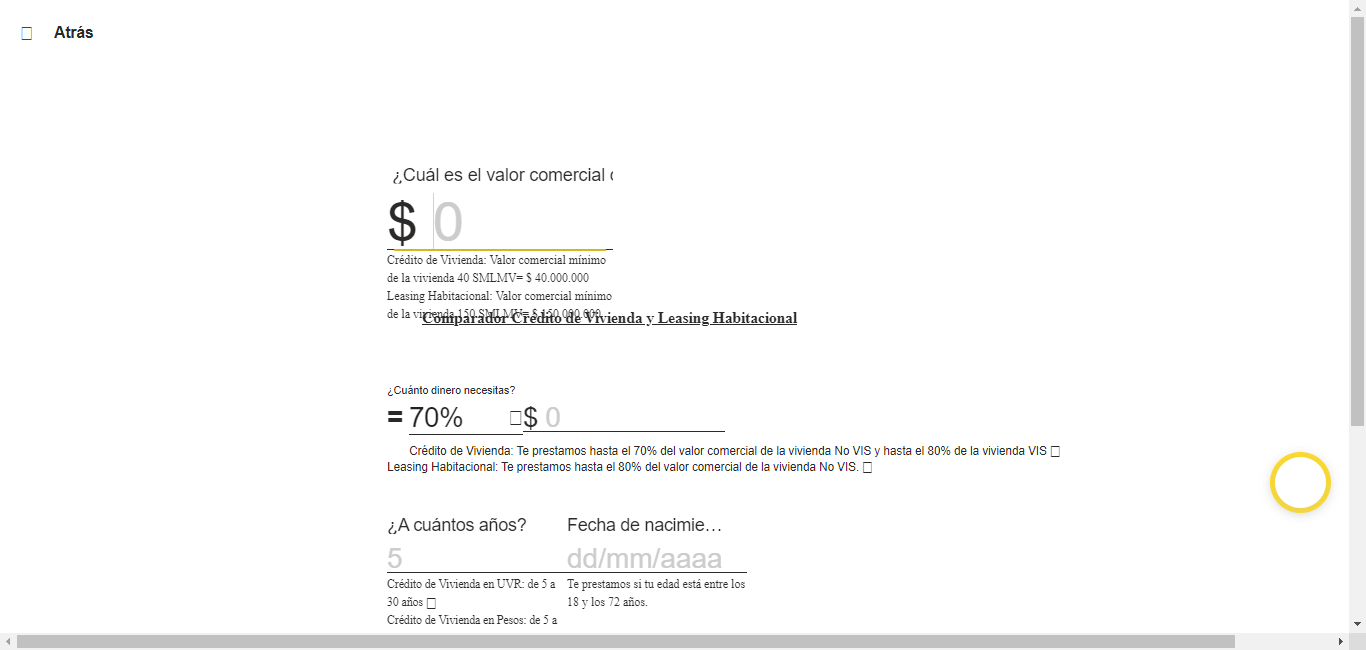 Atrás
¿Cuál es el valor comercial
$ 0
Crédito de Vivienda: Valor comercial mínimo
de la vivienda 40 SMLMV= $ 40.000.000
Leasing Habitacional: Valor comercial mínimo
de la vivienda 150 SMLMV= $ 150.000.000
Comparador Crédito de Vivienda y Leasing Habitacional
¿Cuánto dinero necesitas?
= 70% $ 0
Crédito de Vivienda: Te prestamos hasta el 70% del valor comercial de la vivienda No VIS y hasta el 80% de la vivienda VIS
Leasing Habitacional: Te prestamos hasta el 80% del valor comercial de la vivienda No VIS.
¿A cuántos años? Fecha de nacimie…
5 dd/mm/aaaa
Crédito de Vivienda en UVR: de 5 a Te prestamos si tu edad está entre los
30 años 18 y los 72 años.
Crédito de Vivienda en Pesos: de 5 a